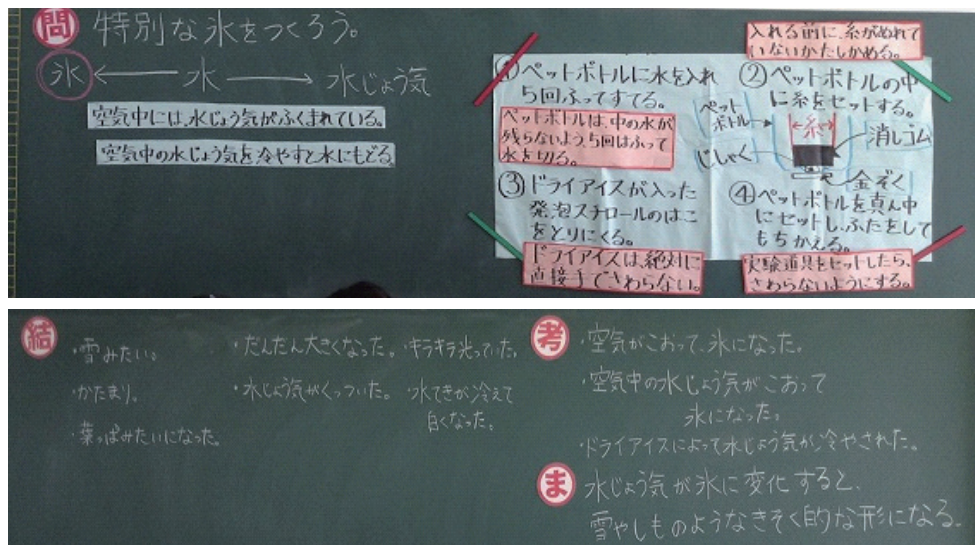 問 特別な氷をつくろう。
氷 ← 水 → 水じょう気
空気中には、水じょう気がふくまれている。
空気中の水じょう気を冷やすと水にもどる。
①ペットボトルに水を入れ
5回ふってすてる。
ペットボトルは、中の水が
残らないよう、5回はふって
水を切る。
入れる前に、糸がぬれて
いないかたしかめる。
②ペットボトルの中
に糸をセットする。
ペット
ボトル
糸
消しゴム
じしゃく
金ぞく
③ドライアイスが入った
発泡スチロールのはこ
をとりにくる。
ドライアイスは、絶対に
直接手でさわらない。
④ペットボトルを真ん中
にセットし、ふたをして
もちかえる。
実験道具をセットしたら、
さわらないようにする。
結
・雪みたい。
・かたまり。
・葉っぱみたいになった。
・だんだん大きくなった。
・水じょう気がくっついた。
・キラキラ光っていた。
・水てきが冷えて
白くなった。
考
・空気がこおって、氷になった。
・空気中の水じょう気がこおって
氷になった。
・ドライアイスによって水じょう気が冷やされた。
ま 水じょう気が氷に変化すると、
雪やしものようなきそく的な形になる。